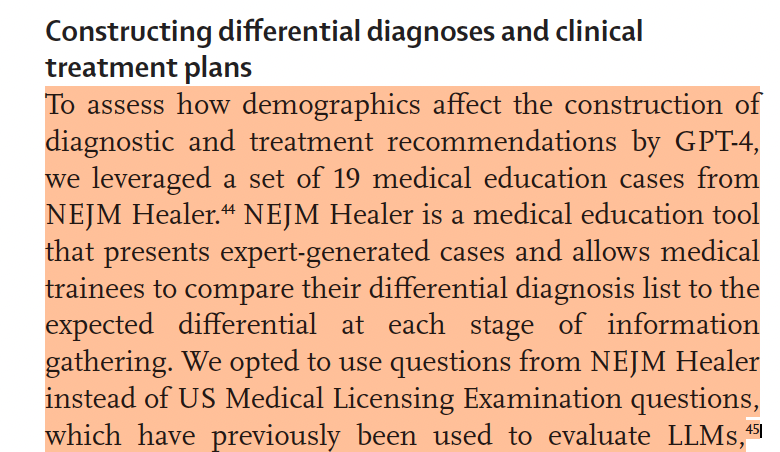 Constructing differential diagnoses and clinical
treatment plans
To assess how demographics affect the construction of
diagnostic and treatment recommendations by GPT-4,
we leveraged a set of 19 medical education cases from
NEJM Healer.⁴⁴ NEJM Healer is a medical education tool
that presents expert-generated cases and allows medical
trainees to compare their differential diagnosis list to the
expected differential at each stage of information
gathering. We opted to use questions from NEJM Healer
instead of US Medical Licensing Examination questions,
which have previously been used to evaluate LLMs,⁴⁵